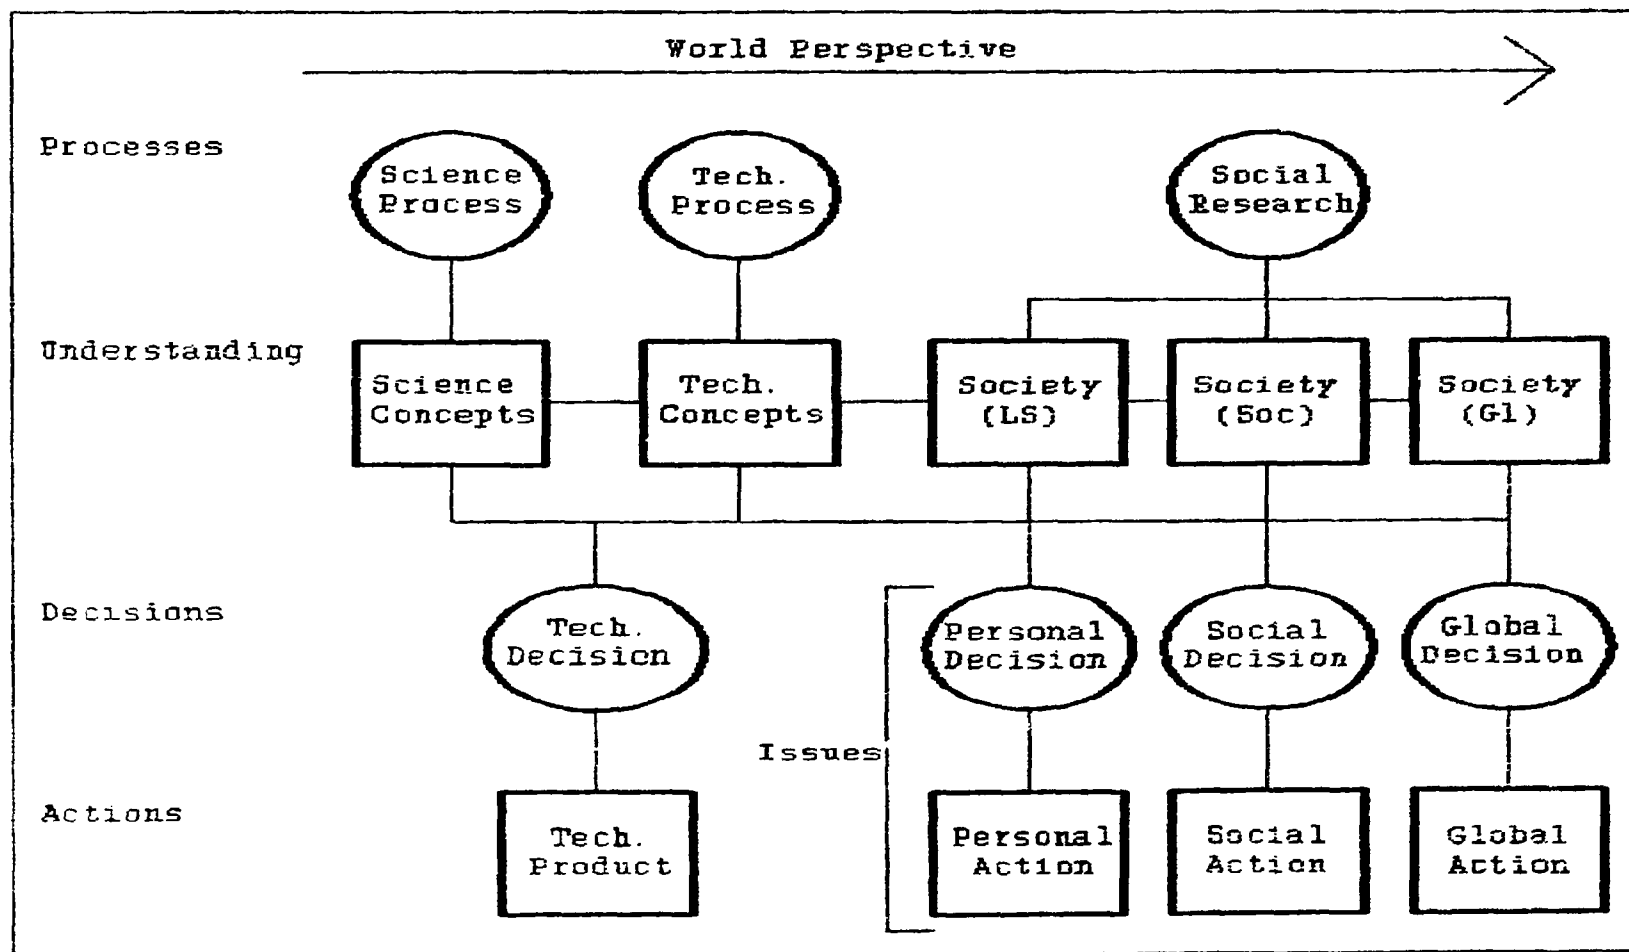 World Perspective
Processes
Science
Process
Tech.
Process
Social
Research
Understanding
Science
Concepts
Tech.
Concepts
Society
(LS)
Society
(Soc)
Society
(Gl)
Decisions
Tech.
Decision
Personal
Decision
Social
Decision
Global
Decision
Issues
Actions
Tech.
Product
Personal
Action
Social
Action
Global
Action